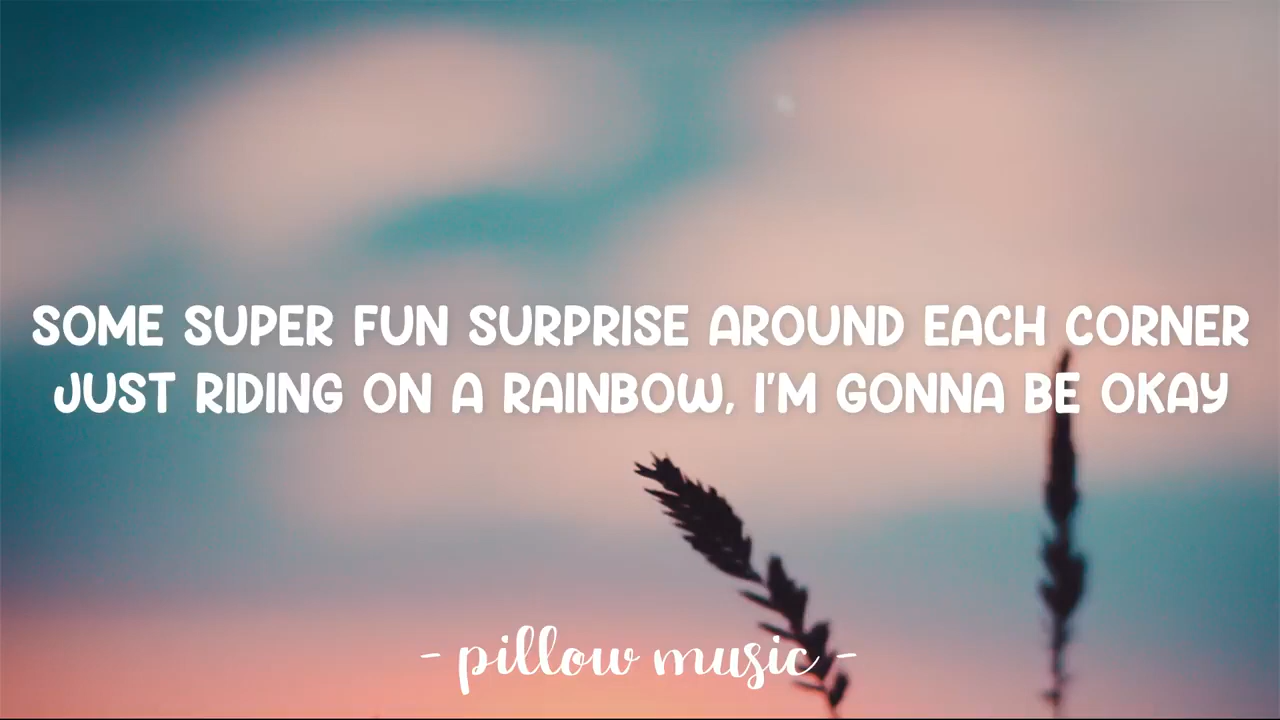 SOME SUPER FUN SURPRISE AROUND EACH CORNER
JUST RIDING ON A RAINBOW, I'M GONNA BE OKAY
- pillow music -